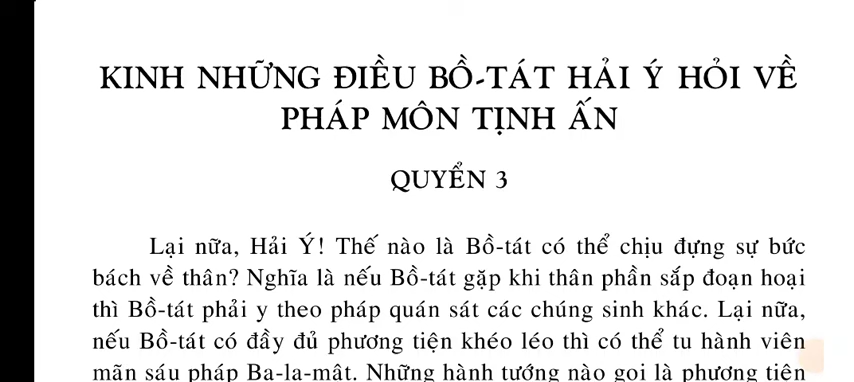 KINH NHỮNG ĐIỀU BỒ-TÁT HẢI Ý HỎI VỀ
PHÁP MÔN TỊNH ẤN
QUYỂN 3
Lại nữa, Hải Ý! Thế nào là Bồ-tát có thể chịu đựng sự bức
bách về thân? Nghĩa là nếu Bồ-tát gặp khi thân phần sắp đoạn hoại
thì Bồ-tát phải y theo pháp quán sát các chúng sinh khác. Lại nữa,
nếu Bồ-tát có đầy đủ phương tiện khéo léo thì có thể tu hành viên
mãn sáu pháp Ba-la-mật. Những hành tướng nào gọi là phương tiện